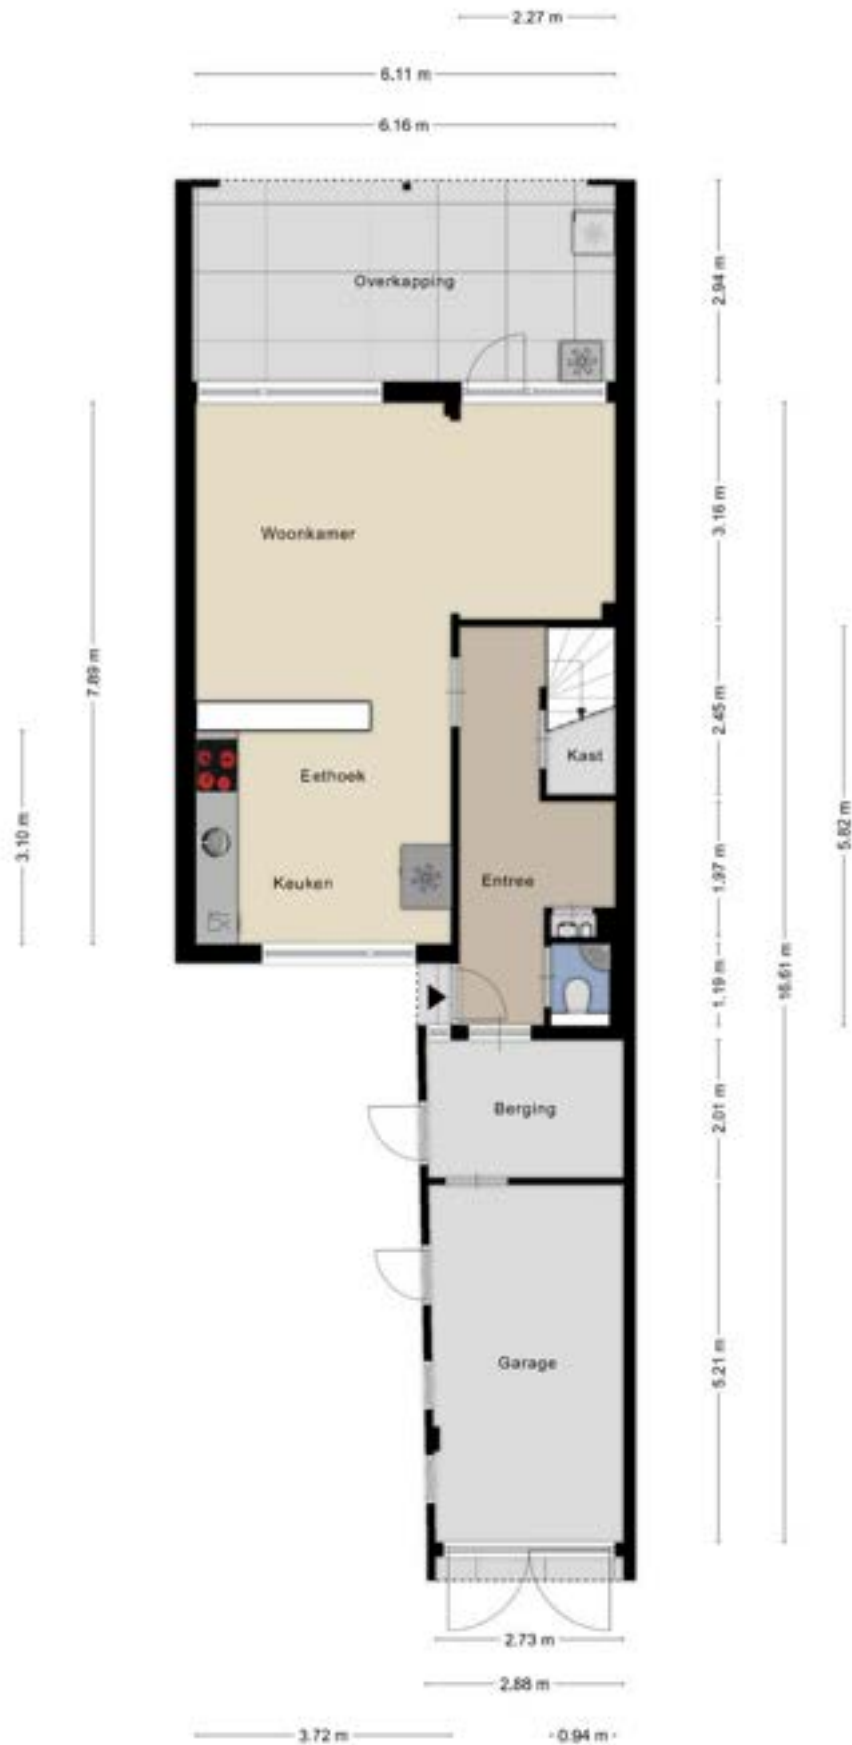 2.27 m
6.11 m
6.16 m
Overkapping
2.94 m
Woonkamer
3.16 m
7.89 m
2.45 m
Kast
Eethoek
3.10 m
5.82 m
Keuken
Entree
1.97 m
16.61 m
1.19 m
Berging
2.01 m
Garage
5.21 m
2.73 m
2.88 m
3.72 m
0.94 m